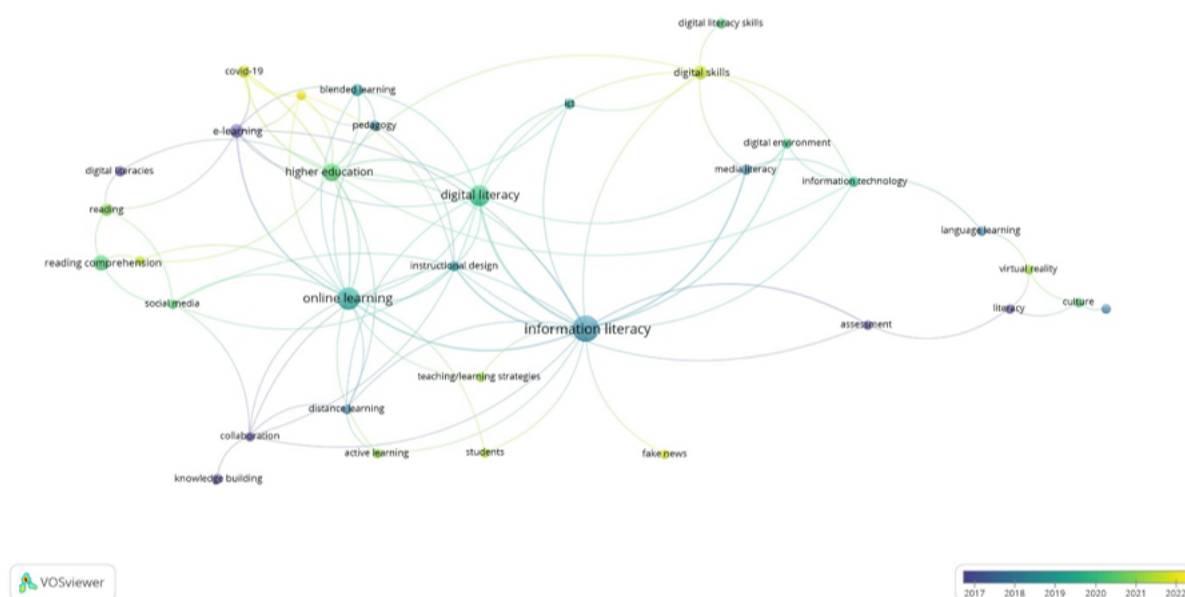 digital literacy skills
covid-19
digital skills
blended learning
ict
pedagogy
e-learning
digital environment
digital literacies
higher education
media literacy
information technology
digital literacy
reading
language learning
reading comprehension
instructional design
virtual reality
social media
online learning
culture
literacy
information literacy
assessment
teaching/learning strategies
distance learning
collaboration
active learning
students
fake news
knowledge building
VOSviewer
2017 2018 2019 2020 2021 2022